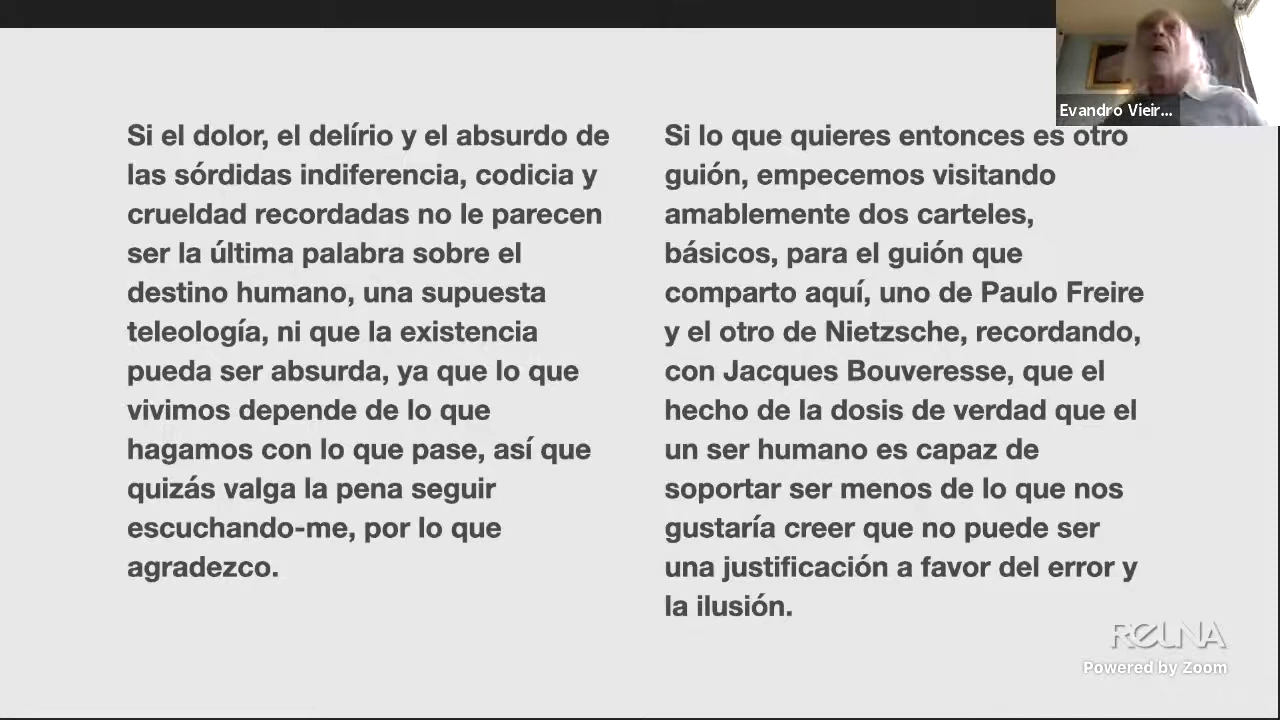 Evandro Vieir...
Si el dolor, el delírio y el absurdo de
las sórdidas indiferencia, codicia y
crueldad recordadas no le parecen
ser la última palabra sobre el
destino humano, una supuesta
teleología, ni que la existencia
pueda ser absurda, ya que lo que
vivimos depende de lo que
hagamos con lo que pase, así que
quizás valga la pena seguir
escuchando-me, por lo que
agradezco.
Si lo que quieres entonces es otro
guión, empecemos visitando
amablemente dos carteles,
básicos, para el guión que
comparto aquí, uno de Paulo Freire
y el otro de Nietzsche, recordando,
con Jacques Bouveresse, que el
hecho de la dosis de verdad que el
un ser humano es capaz de
soportar ser menos de lo que nos
gustaría creer que no puede ser
una justificación a favor del error y
la ilusión.
REUNA
Powered by Zoom